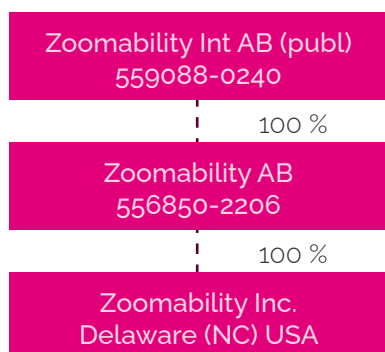 Zoomability Int AB (publ)
559088-0240
100 %
Zoomability AB
556850-2206
100 %
Zoomability Inc.
Delaware (NC) USA